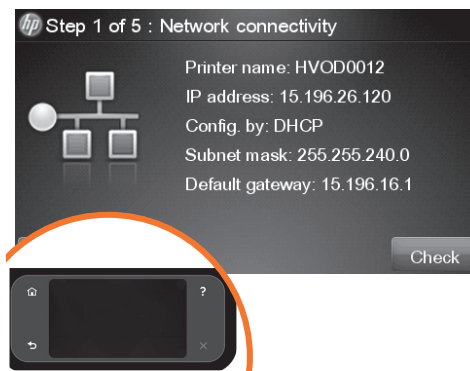 hp Step 1 of 5 : Network connectivity
Printer name: HVOD0012
IP address: 15.196.26.120
Config. by: DHCP
Subnet mask: 255.255.240.0
Default gateway: 15.196.16.1
Check
?